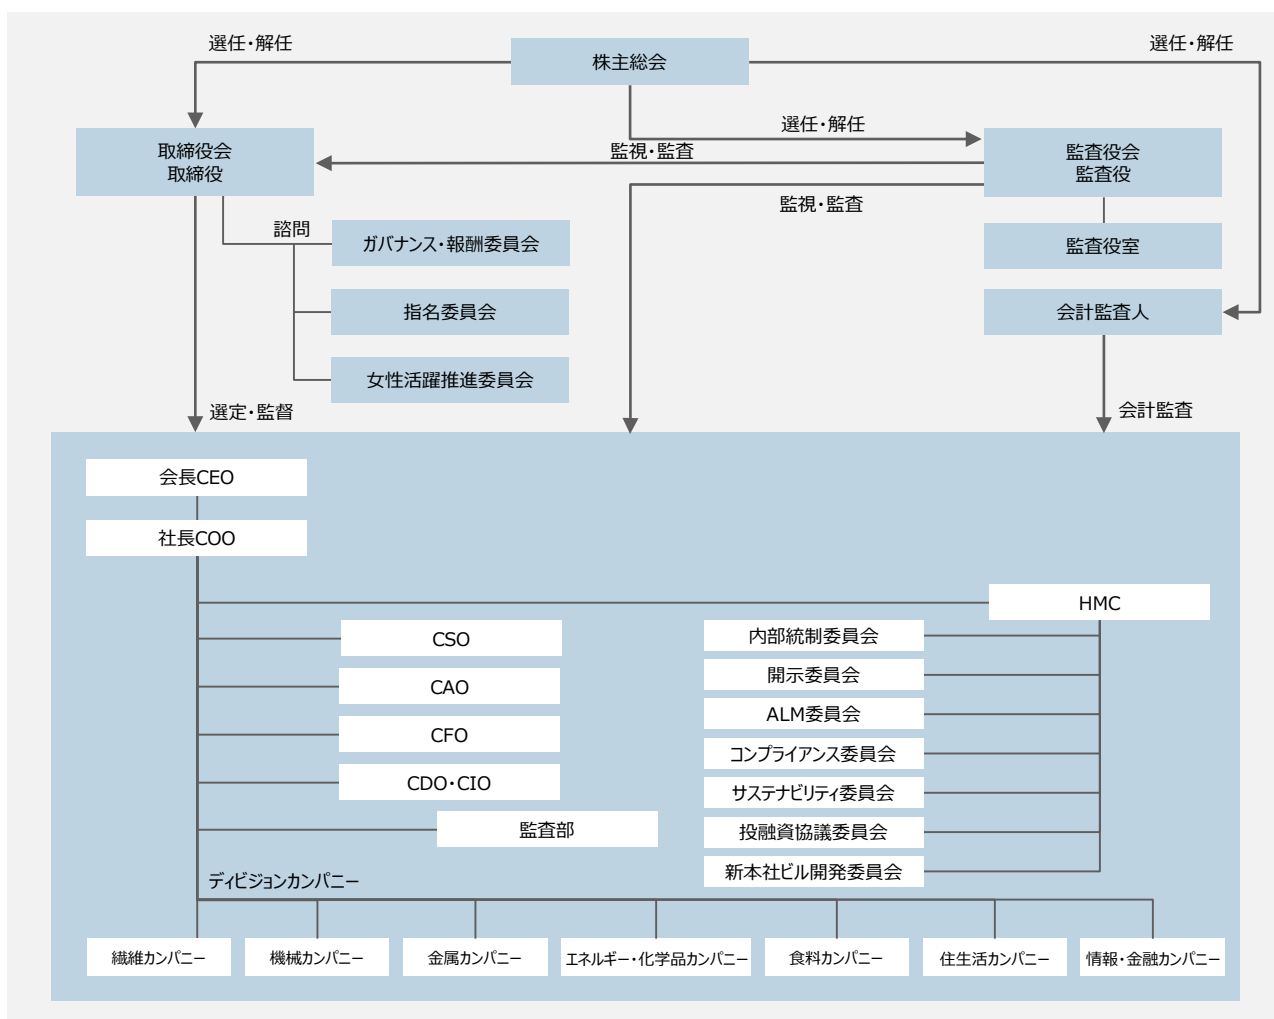 選任・解任
株主総会
選任・解任
選任・解任
取締役会
取締役
監視・監査
監査役会
監査役
監視・監査
諮問
ガバナンス・報酬委員会
監査役室
指名委員会
会計監査人
女性活躍推進委員会
選定・監督
会計監査
会長CEO
社長COO
HMC
CSO
CAO
CFO
CDO・CIO
監査部
内部統制委員会
開示委員会
ALM委員会
コンプライアンス委員会
サステナビリティ委員会
投融資協議委員会
新本社ビル開発委員会
ディビジョンカンパニー
繊維カンパニー
機械カンパニー
金属カンパニー
エネルギー・化学品カンパニー
食料カンパニー
住生活カンパニー
情報・金融カンパニー